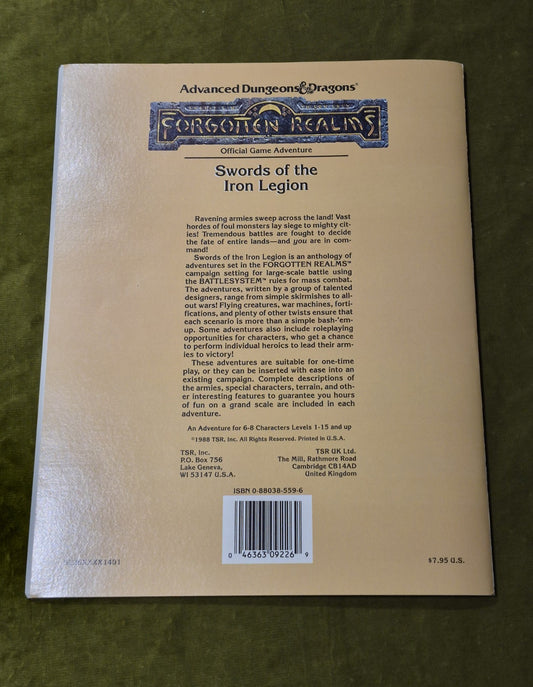 Advanced Dungeons&Dragons®
FORGOTTEN REALMS
Official Game Adventure
Swords of the
Iron Legion
Ravening armies sweep across the land! Vast
hordes of foul monsters lay siege to mighty cit-
ies! Tremendous battles are fought to decide
the fate of entire lands—and you are in com-
mand!
Swords of the Iron Legion is an anthology of
adventures set in the FORGOTTEN REALMS™
campaign setting for large-scale battle using
the BATTLESYSTEM™ rules for mass combat.
The adventures, written by a group of talented
designers, range from simple skirmishes to all-
out wars! Flying creatures, war machines, forti-
fications, and plenty of other twists ensure that
each scenario is more than a simple bash-'em-
up. Some adventures also include roleplaying
opportunities for characters, who get a chance
to perform individual heroics to lead their arm-
ies to victory!
These adventures are suitable for one-time
play, or they can be inserted with ease into an
existing campaign. Complete descriptions of
the armies, special characters, terrain, and oth-
er interesting features to guarantee you hours
of fun on a grand scale are included in each
adventure.
An Adventure for 6-8 Characters Levels 1-15 and up
©1988 TSR, Inc. All Rights Reserved. Printed in U.S.A.
TSR, Inc.
P.O. Box 756
Lake Geneva,
WI 53147 U.S.A.
TSR UK Ltd.
The Mill, Rathmore Road
Cambridge CB14AD
United Kingdom
ISBN 0-88038-559-6
0 46363 09226 9
$7.95 U.S.